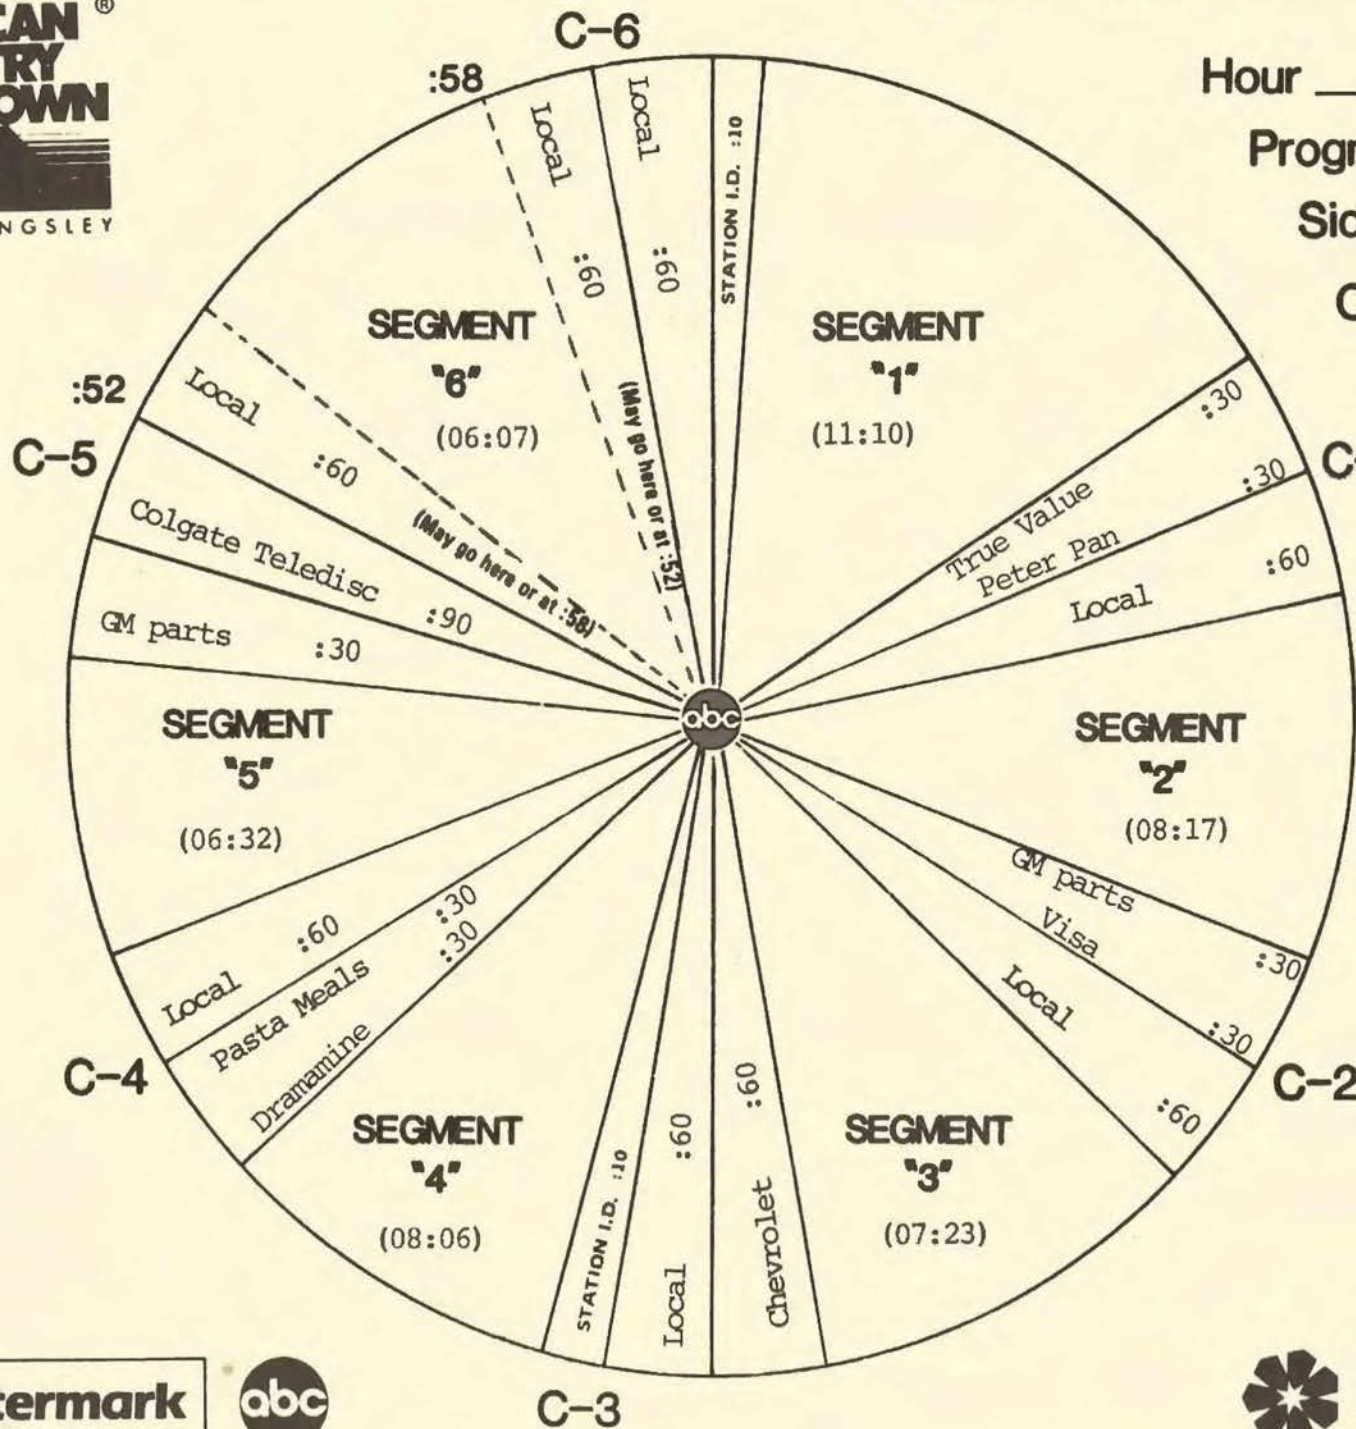 ®
C-6
:58
Hour
Local
:60
Local
:60
(May go here or at :52)
STATION I.D. :10
SEGMENT
"1"
(11:10)
True Value :30
Peter Pan :30
Local :60
SEGMENT
"2"
(08:17)
GM parts :30
Visa :30
Local :60
C-2
SEGMENT
"3"
(07:23)
Chevrolet :60
Local :60
STATION I.D. :10
C-3
SEGMENT
"4"
(08:06)
Dramamine :30
Pasta Meals :30
Local :60
C-4
SEGMENT
"5"
(06:32)
GM parts :30
Colgate Teledisc :90
C-5
:52
Local :60
(May go here or at :58)
SEGMENT
"6"
(06:07)
abc
abc